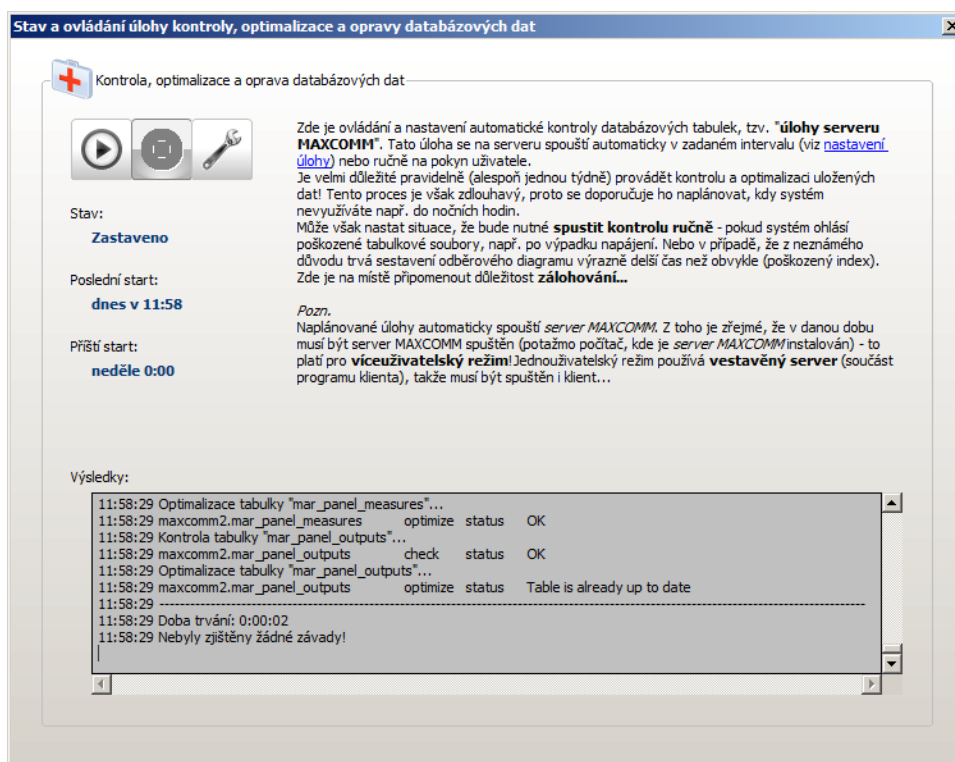 Stav a ovládání úlohy kontroly, optimalizace a opravy databázových dat
Kontrola, optimalizace a oprava databázových dat
Zde je ovládání a nastavení automatické kontroly databázových tabulek, tzv. "úlohy serveru
MAXCOMM". Tato úloha se na serveru spouští automaticky v zadaném intervalu (viz nastavení
úlohy) nebo ručně na pokyn uživatele.
Je velmi důležité pravidelně (alespoň jednou týdně) provádět kontrolu a optimalizaci uložených
dat! Tento proces je však zdlouhavý, proto se doporučuje ho naplánovat, kdy systém
nevyužíváte např. do nočních hodin.
Může však nastat situace, že bude nutné spustit kontrolu ručně - pokud systém ohlásí
poškozené tabulkové soubory, např. po výpadku napájení. Nebo v případě, že z neznámého
důvodu trvá sestavení odběrového diagramu výrazně delší čas než obvykle (poškozený index).
Zde je na místě připomenout důležitost zálohování...
Pozn.
Naplánované úlohy automaticky spouští server MAXCOMM. Z toho je zřejmé, že v danou dobu
musí být server MAXCOMM spuštěn (potažmo počítač, kde je server MAXCOMM instalován) - to
platí pro víceuživatelský režim!Jednouživatelský režim používá vestavěný server (součást
programu klienta), takže musí být spuštěn i klient...
Stav:
Zastaveno
Poslední start:
dnes v 11:58
Příští start:
neděle 0:00
Výsledky:
11:58:29 Optimalizace tabulky "mar_panel_measures"...
11:58:29 maxcomm2.mar_panel_measures optimize status OK
11:58:29 Kontrola tabulky "mar_panel_outputs"...
11:58:29 maxcomm2.mar_panel_outputs check status OK
11:58:29 Optimalizace tabulky "mar_panel_outputs"...
11:58:29 maxcomm2.mar_panel_outputs optimize status Table is already up to date
11:58:29 ----------------------------------------------------------------
11:58:29 Doba trvání: 0:00:02
11:58:29 Nebyly zjištěny žádné závady!